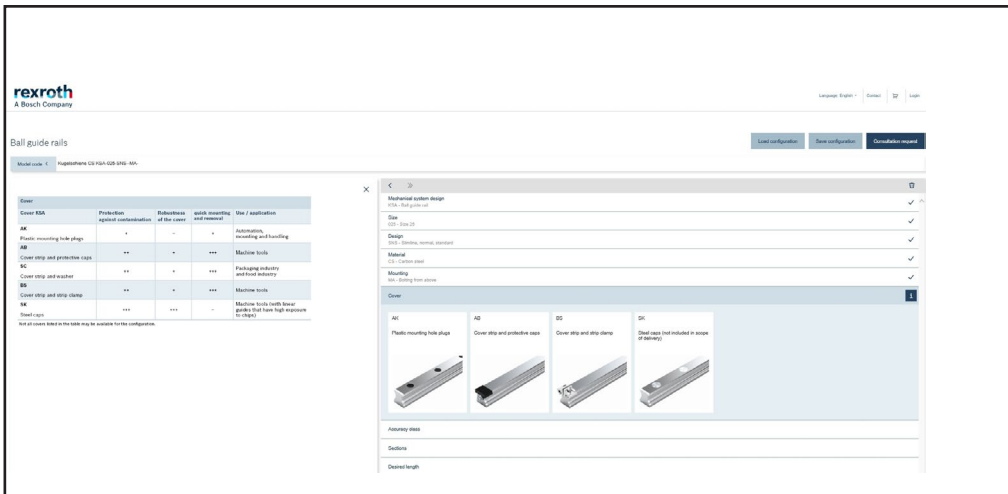 rexroth
A Bosch Company
Language: English
Contact
Login
Ball guide rails
Load configuration
Save configuration
Consultation request
Model code
Kugelschiene CS KSA-025-SNS- -MA-
Cover
Cover KSA
Protection against contamination
Robustness of the cover
quick mounting and removal
Use / application
AK
Plastic mounting hole plugs
•
–
•
Automation,
mounting and handling
AB
Cover strip and protective caps
••
•
•••
Machine tools
SC
Cover strip and washer
••
•
•••
Packaging industry
and food industry
BS
Cover strip and strip clamp
••
•
•••
Machine tools
SK
Steel caps
•••
•••
–
Machine tools (with linear
guides that have high exposure
to chips)
Not all covers listed in the table may be available for the configuration.
Mechanical system design
KSA - Ball guide rail
Size
025 - Size 25
Design
SNS - Slimline, normal, standard
Material
CS - Carbon steel
Mounting
MA - Bolting from above
Cover
i
AK
Plastic mounting hole plugs
AB
Cover strip and protective caps
BS
Cover strip and strip clamp
SK
Steel caps (not included in scope
of delivery)
Accuracy class
Sections
Desired length